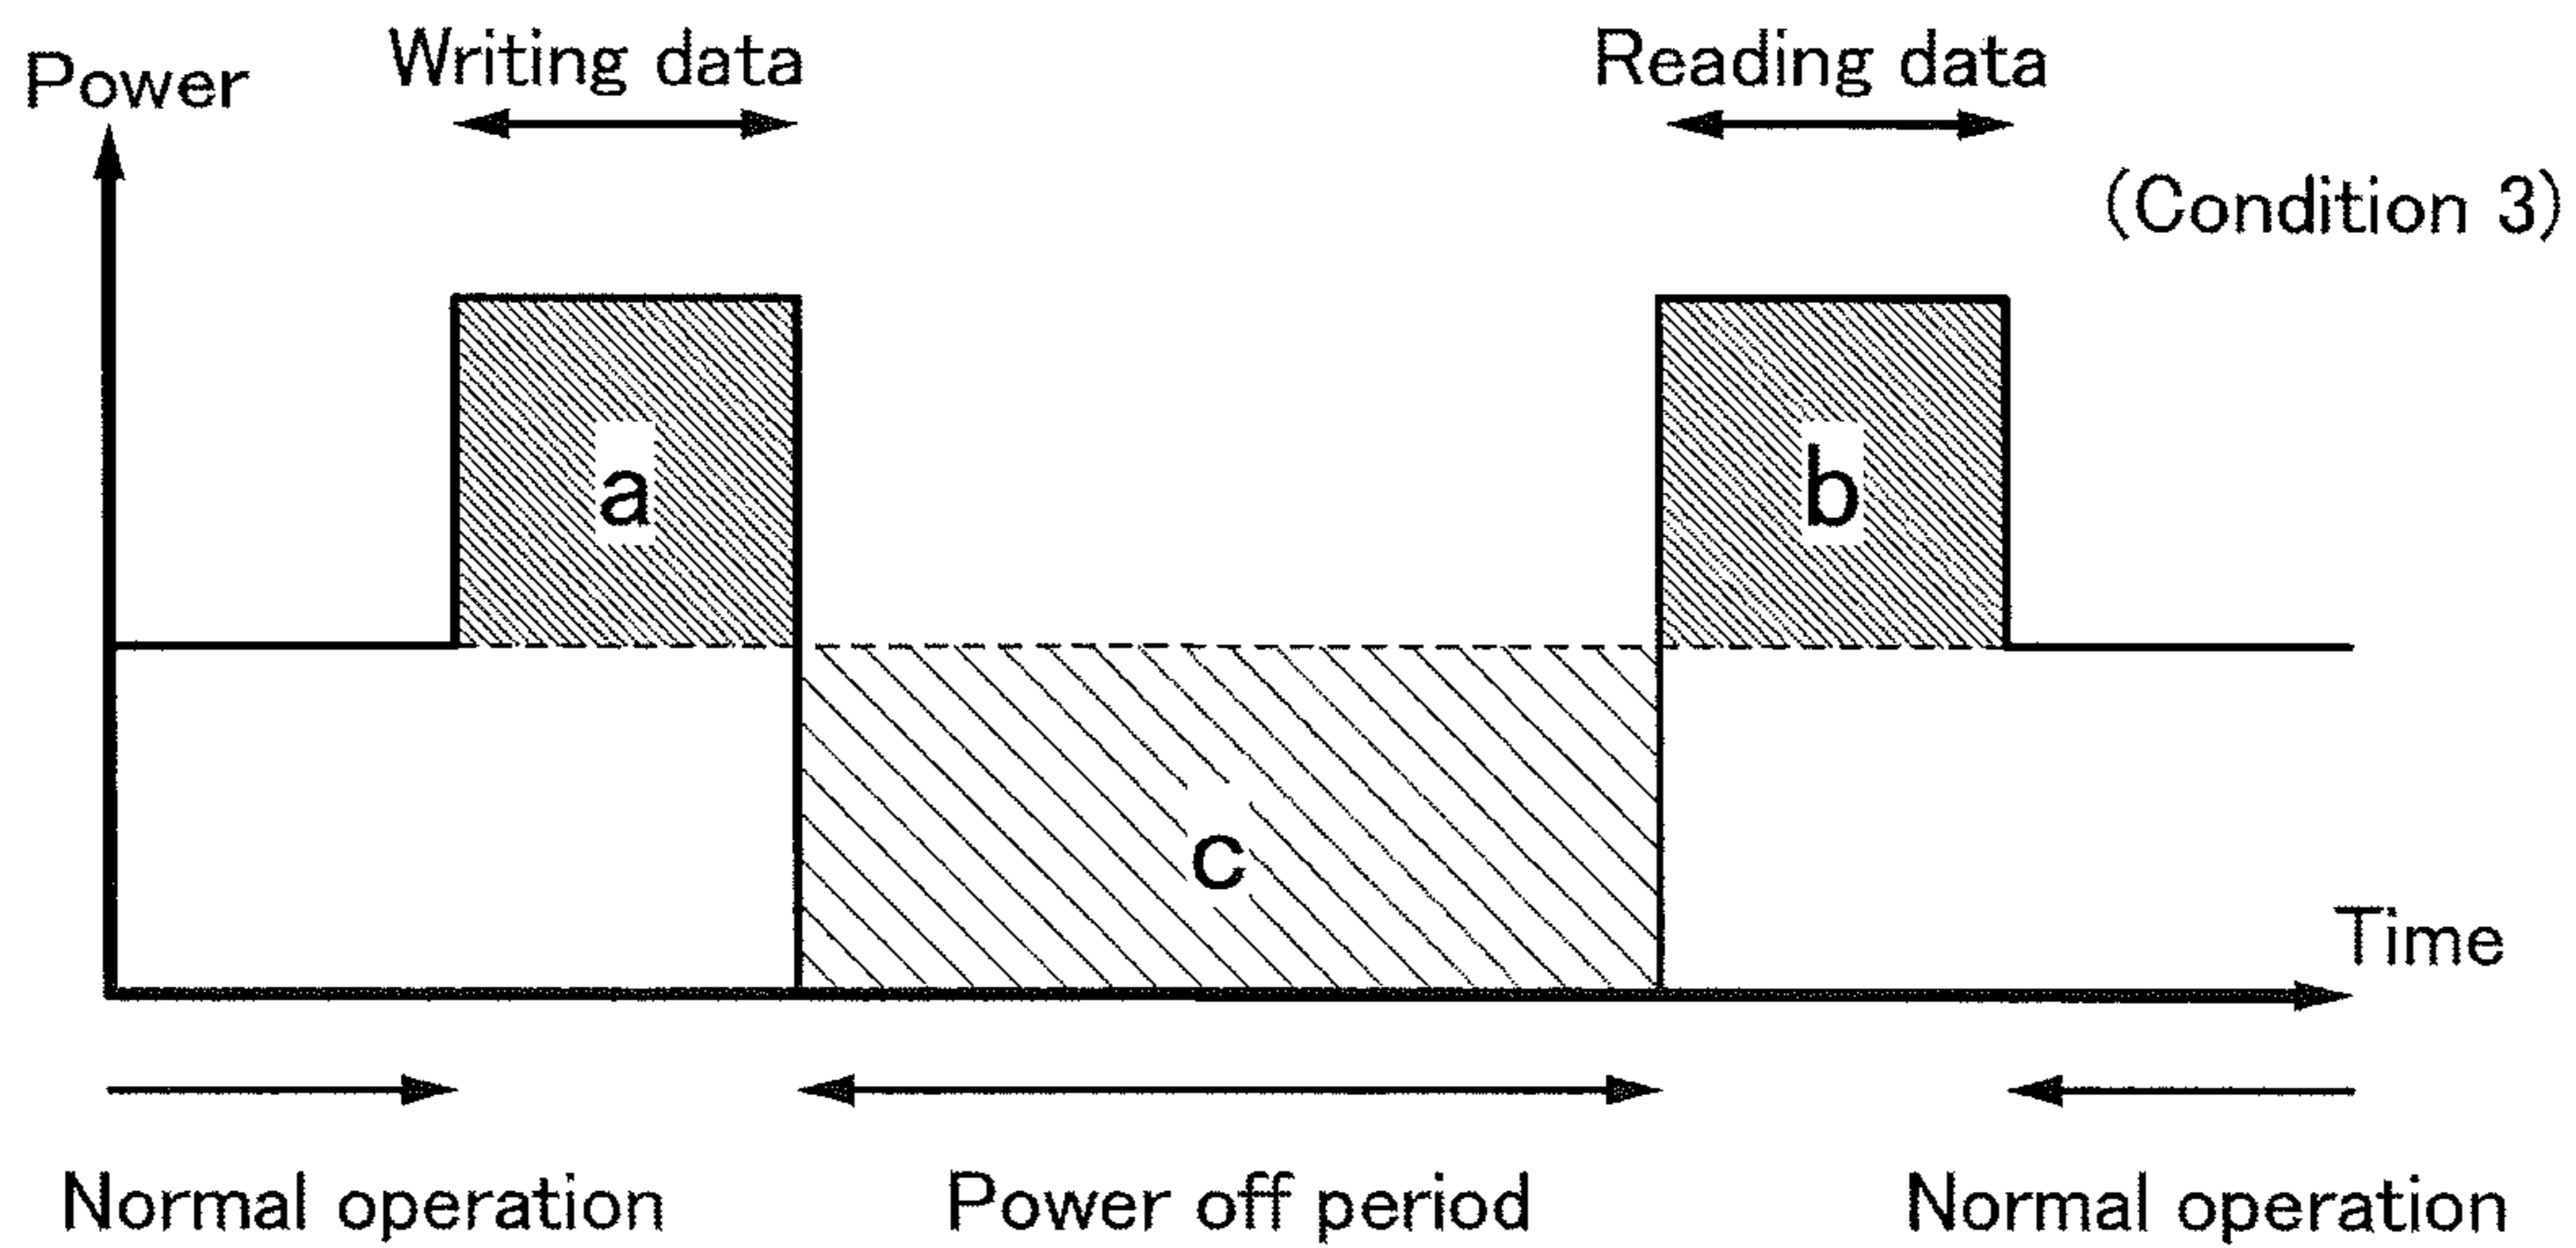 Power
Writing data
Reading data
(Condition 3)
a
b
c
Time
Normal operation
Power off period
Normal operation